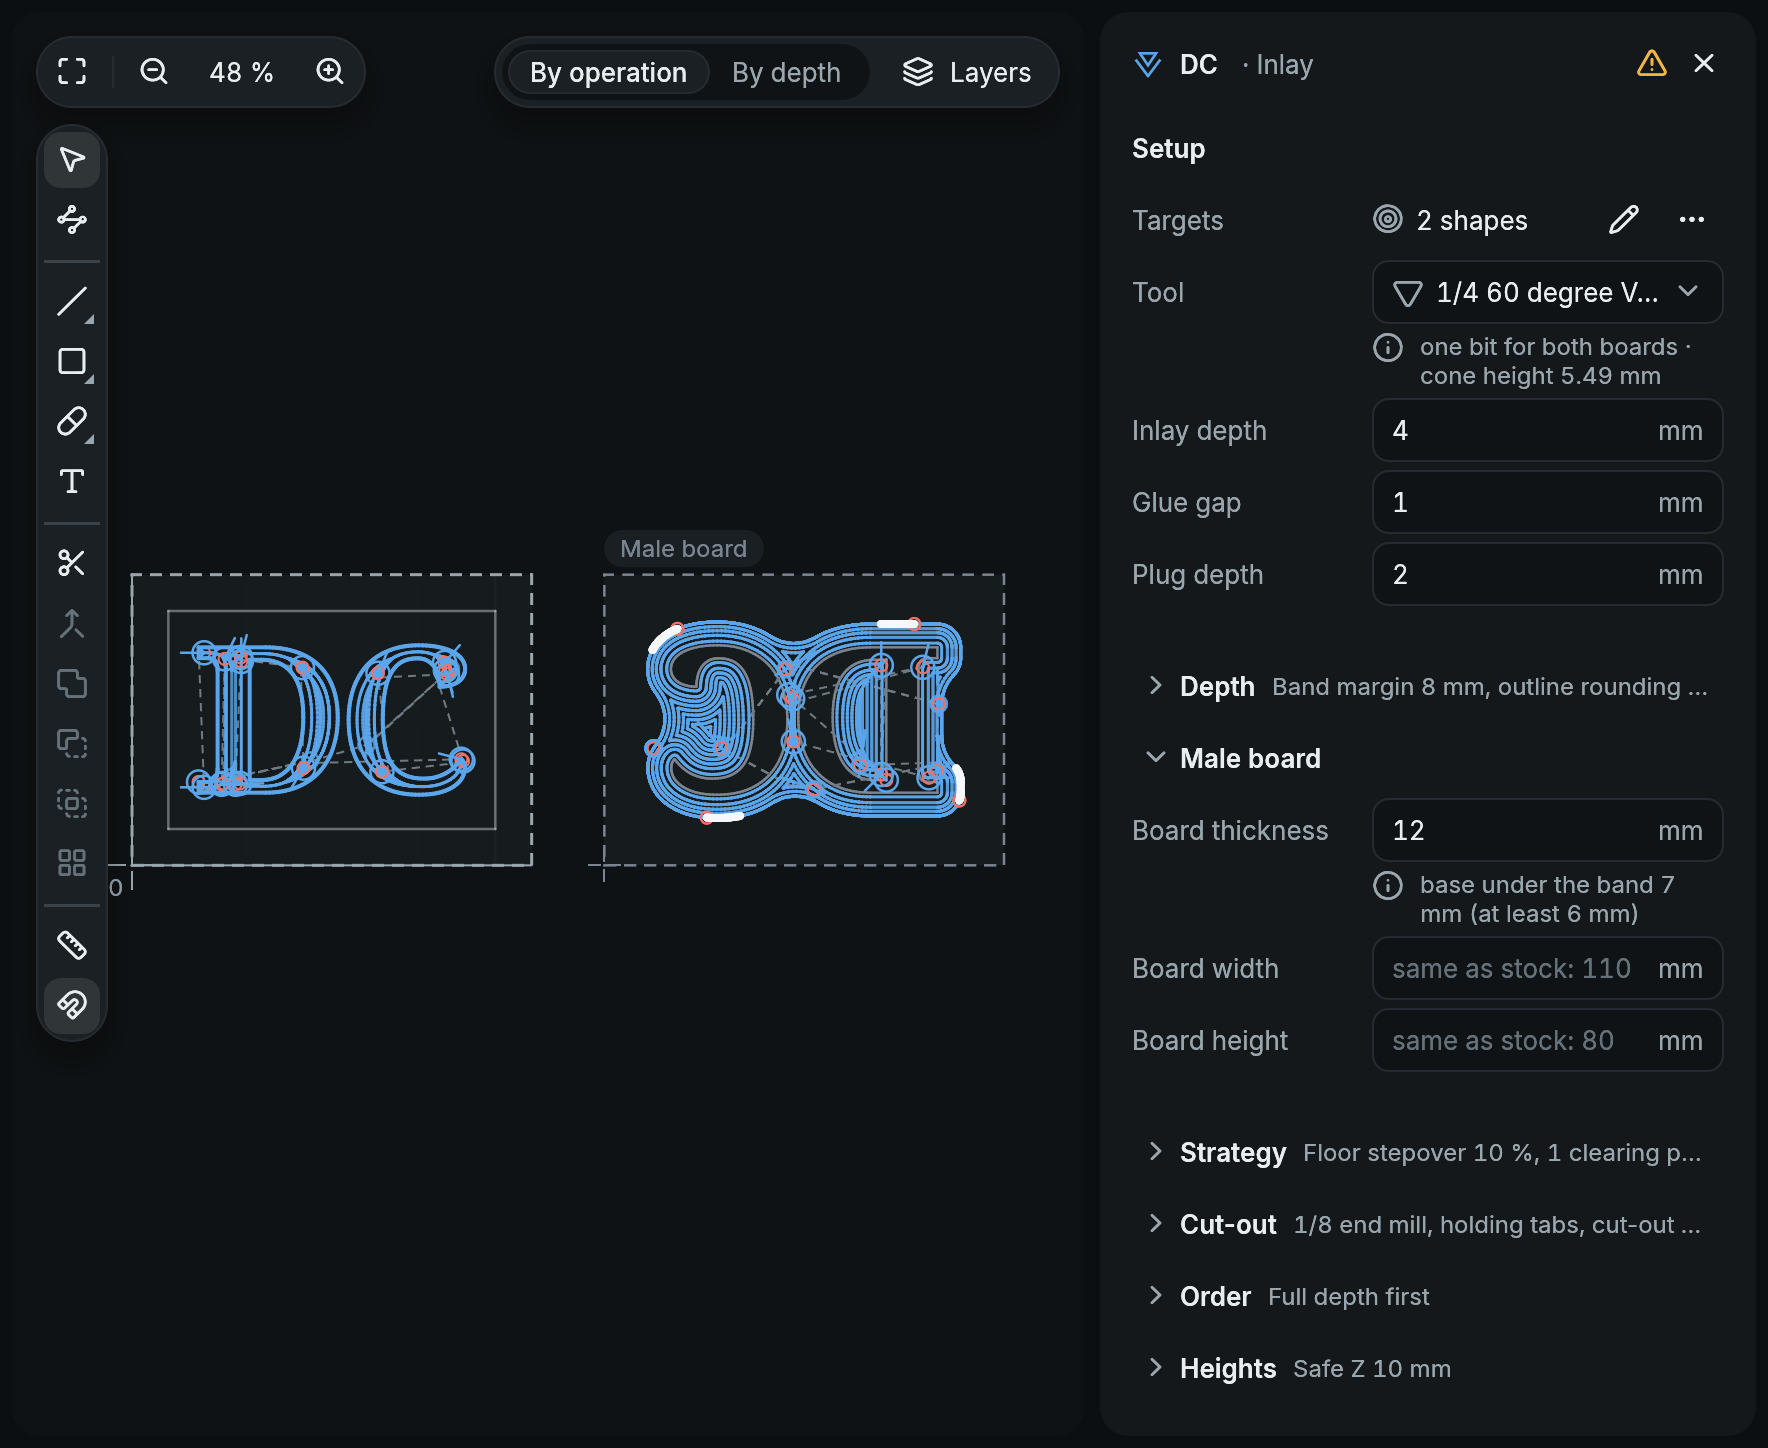 48 %
By operation
By depth
Layers
DC · Inlay
Setup
Targets
2 shapes
Tool
1/4 60 degree V...
one bit for both boards ·
cone height 5.49 mm
Inlay depth
4 mm
Glue gap
1 mm
Plug depth
2 mm
Depth Band margin 8 mm, outline rounding ...
Male board
Board thickness
12 mm
base under the band 7
mm (at least 6 mm)
Board width
same as stock: 110 mm
Board height
same as stock: 80 mm
Strategy Floor stepover 10 %, 1 clearing p...
Cut-out 1/8 end mill, holding tabs, cut-out ...
Order Full depth first
Heights Safe Z 10 mm
T
Male board
DC
0